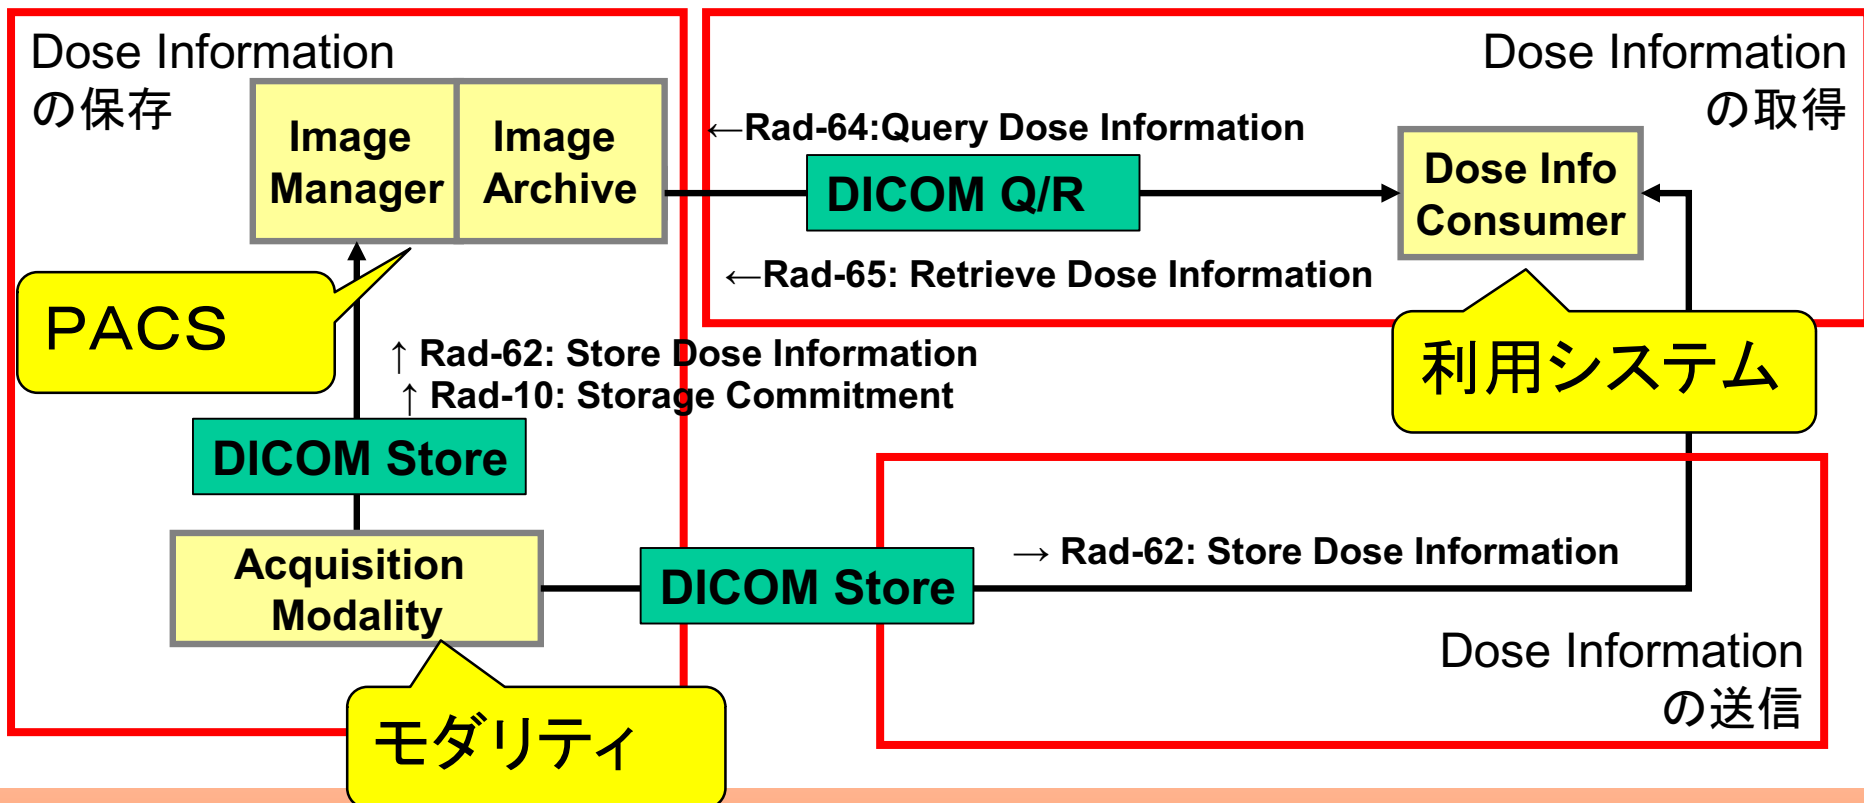 Dose Information
の保存
Image
Manager
Image
Archive
PACS
↑ Rad-62: Store Dose Information
↑ Rad-10: Storage Commitment
DICOM Store
Acquisition
Modality
モダリティ
Dose Information
の取得
←Rad-64:Query Dose Information
DICOM Q/R
←Rad-65: Retrieve Dose Information
Dose Info
Consumer
利用システム
DICOM Store
→ Rad-62: Store Dose Information
Dose Information
の送信